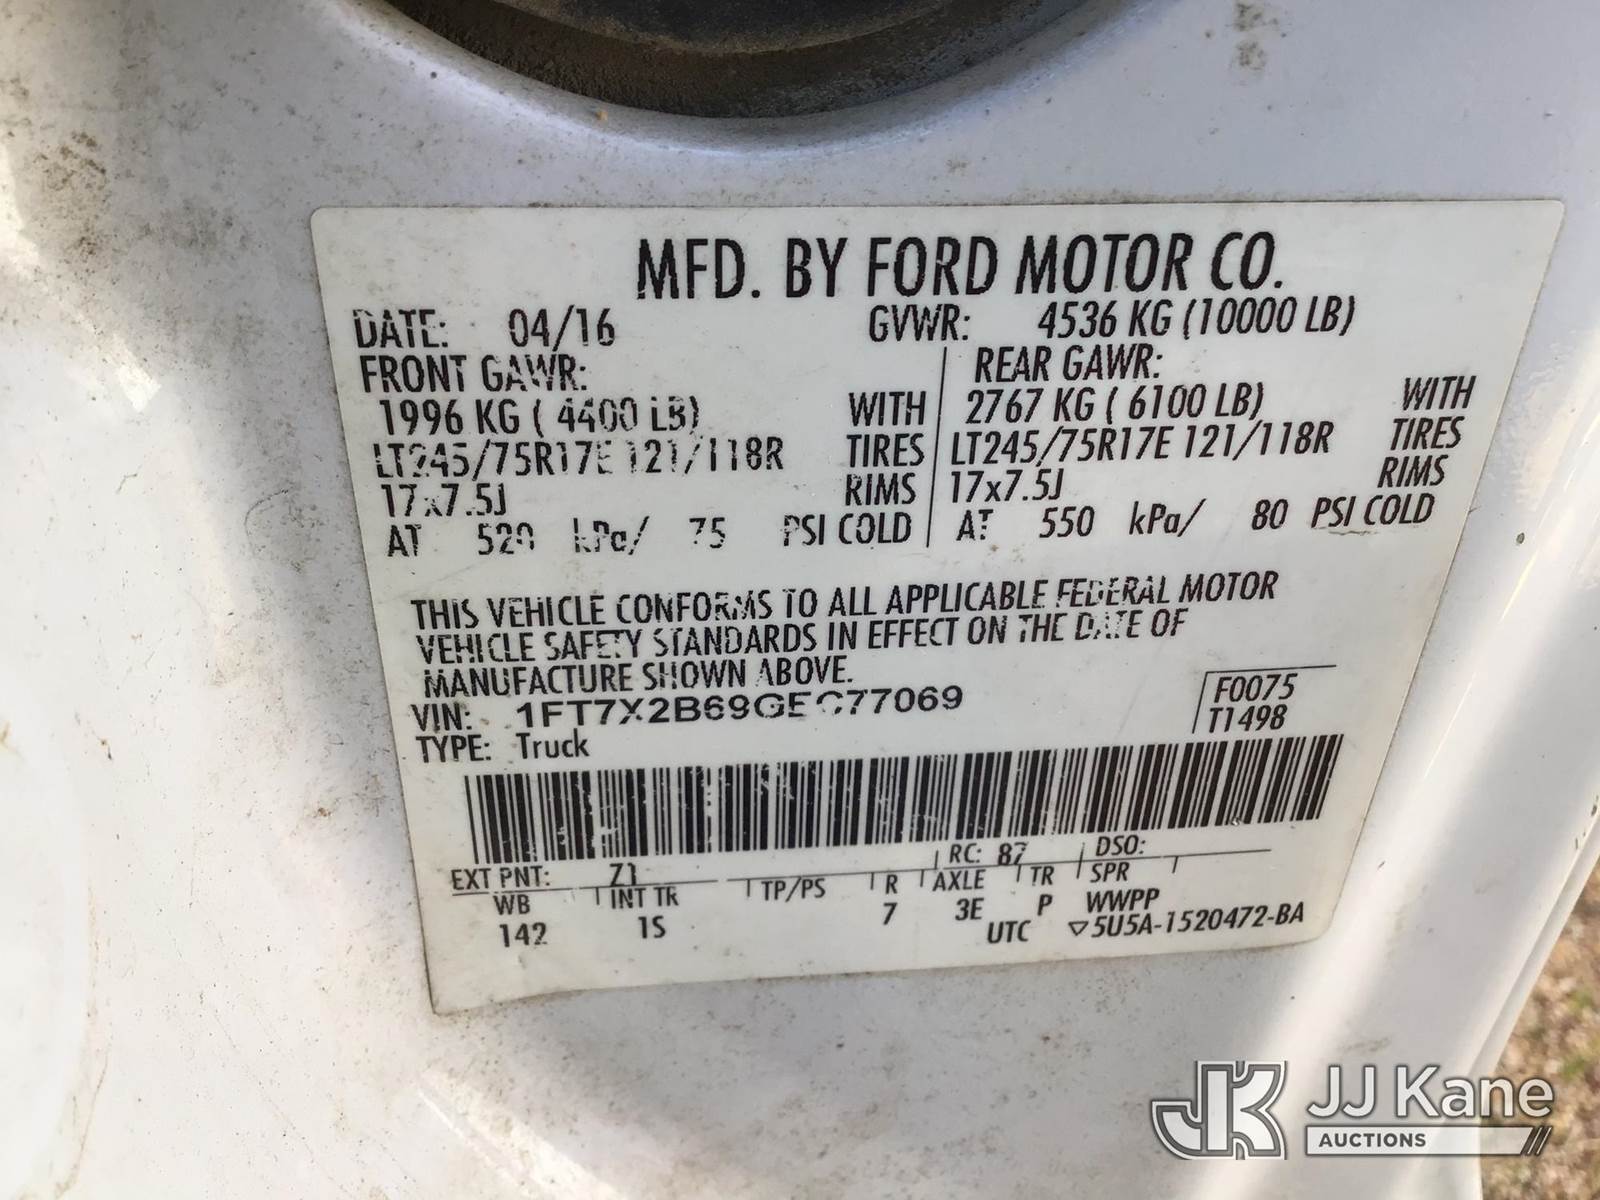 MFD. BY FORD MOTOR CO.
DATE: 04/16 GVWR: 4536 KG (10000 LB)
FRONT GAWR: REAR GAWR:
1996 KG ( 4400 LB) WITH 2767 KG ( 6100 LB) WITH
LT245/75R17E 121/118R TIRES LT245/75R17E 121/118R TIRES
17x7.5J RIMS 17x7.5J RIMS
AT 520 kPa/ 75 PSI COLD AT 550 kPa/ 80 PSI COLD
THIS VEHICLE CONFORMS TO ALL APPLICABLE FEDERAL MOTOR
VEHICLE SAFETY STANDARDS IN EFFECT ON THE DATE OF
MANUFACTURE SHOWN ABOVE.
VIN: 1FT7X2B69GEC77069 F0075
TYPE: Truck T1498
EXT PNT: Z1 RC: 87 DSO:
WB INT TR TP/PS R AXLE TR SPR
142 1S 7 3E P WWPP
UTC ▽5U5A-1520472-BA
JK JJ Kane
AUCTIONS